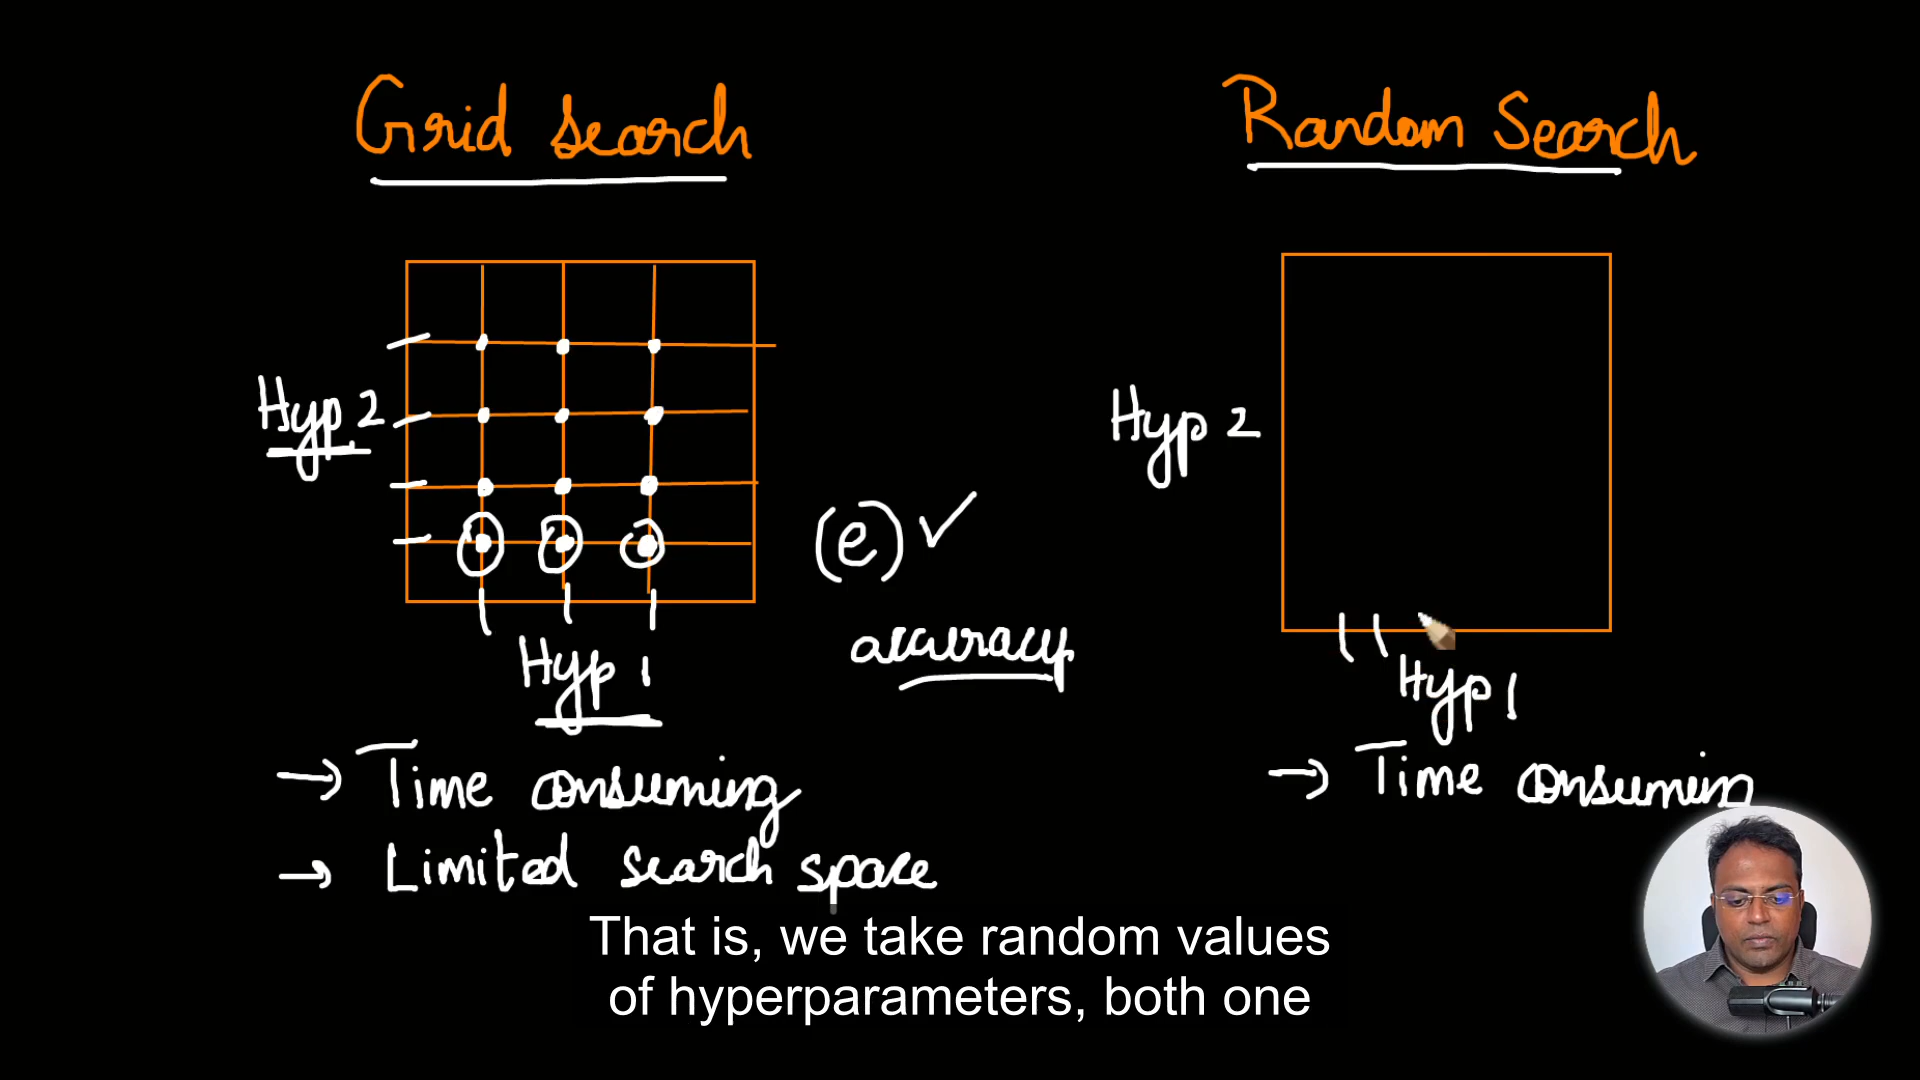 Grid Search
Random Search
Hyp 2
(e) ✓
accuracy
Hyp 1
→ Time consuming
→ Limited search space
Hyp 2
Hyp 1
→ Time consuming
That is, we take random values
of hyperparameters, both one